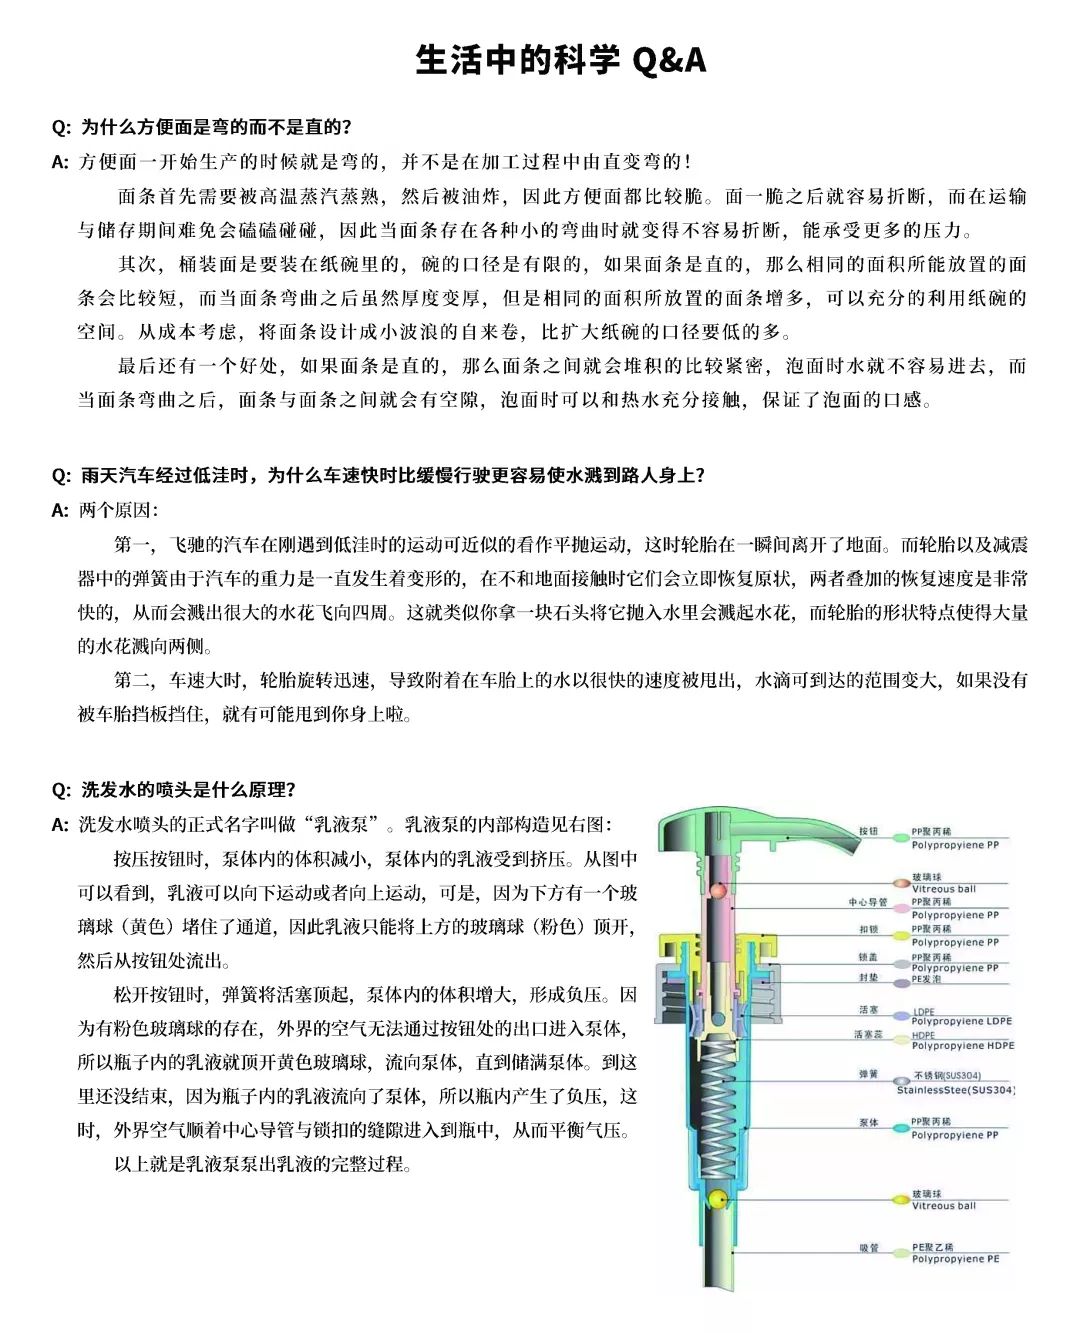 生活中的科学 Q&A
Q: 为什么方便面是弯的而不是直的？
A: 方便面一开始生产的时候就是弯的，并不是在加工过程中由直变弯的！
面条首先需要被高温蒸汽蒸熟，然后被油炸，因此方便面都比较脆。面一脆之后就容易折断，而在运输
与储存期间难免会磕磕碰碰，因此当面条存在各种小的弯曲时就变得不容易折断，能承受更多的压力。
其次，桶装面是要装在纸碗里的，碗的口径是有限的，如果面条是直的，那么相同的面积所能放置的面
条会比较短，而当面条弯曲之后虽然厚度变厚，但是相同的面积所放置的面条增多，可以充分的利用纸碗的
空间。从成本考虑，将面条设计成小波浪的自来卷，比扩大纸碗的口径要低的多。
最后还有一个好处，如果面条是直的，那么面条之间就会堆积的比较紧密，泡面时水就不容易进去，而
当面条弯曲之后，面条与面条之间就会有空隙，泡面时可以和热水充分接触，保证了泡面的口感。
Q: 雨天汽车经过低洼时，为什么车速快时比缓慢行驶更容易使水溅到路人身上？
A: 两个原因：
第一，飞驰的汽车在刚遇到低洼时的运动可近似的看作平抛运动，这时轮胎在一瞬间离开了地面。而轮胎以及减震
器中的弹簧由于汽车的重力是一直发生着变形的，在不和地面接触时它们会立即恢复原状，两者叠加的恢复速度是非常
快的，从而会溅出很大的水花飞向四周。这就类似你拿一块石头将它抛入水里会溅起水花，而轮胎的形状特点使得大量
的水花溅向两侧。
第二，车速大时，轮胎旋转迅速，导致附着在车胎上的水以很快的速度被甩出，水滴可到达的范围变大，如果没有
被车胎挡板挡住，就有可能甩到你身上啦。
Q: 洗发水的喷头是什么原理？
A: 洗发水喷头的正式名字叫做“乳液泵”。乳液泵的内部构造见右图：
按压按钮时，泵体内的体积减小，泵体内的乳液受到挤压。从图中
可以看到，乳液可以向下运动或者向上运动，可是，因为下方有一个玻
璃球（黄色）堵住了通道，因此乳液只能将上方的玻璃球（粉色）顶开，
然后从按钮处流出。
松开按钮时，弹簧将活塞顶起，泵体内的体积增大，形成负压。因
为有粉色玻璃球的存在，外界的空气无法通过按钮处的出口进入泵体，
所以瓶子内的乳液就顶开黄色玻璃球，流向泵体，直到储满泵体。到这
里还没结束，因为瓶子内的乳液流向了泵体，所以瓶内产生了负压，这
时，外界空气顺着中心导管与锁扣的缝隙进入到瓶中，从而平衡气压。
以上就是乳液泵泵出乳液的完整过程。
按钮 PP聚丙稀
Polypropyiene PP
玻璃球
Vitreous ball
中心导管 PP聚丙稀
Polypropyiene PP
扣锁 PP聚丙稀
Polypropyiene PP
锁盖 PP聚丙稀
Polypropyiene PP
封垫 PE发泡
活塞 LDPE
Polypropyiene LDPE
活塞蕊 HDPE
Polypropyiene HDPE
弹簧 不锈钢(SUS304)
StainlessStee(SUS304)
泵体 PP聚丙稀
Polypropyiene PP
玻璃球
Vitreous ball
吸管 PE聚乙稀
Polypropyiene PE